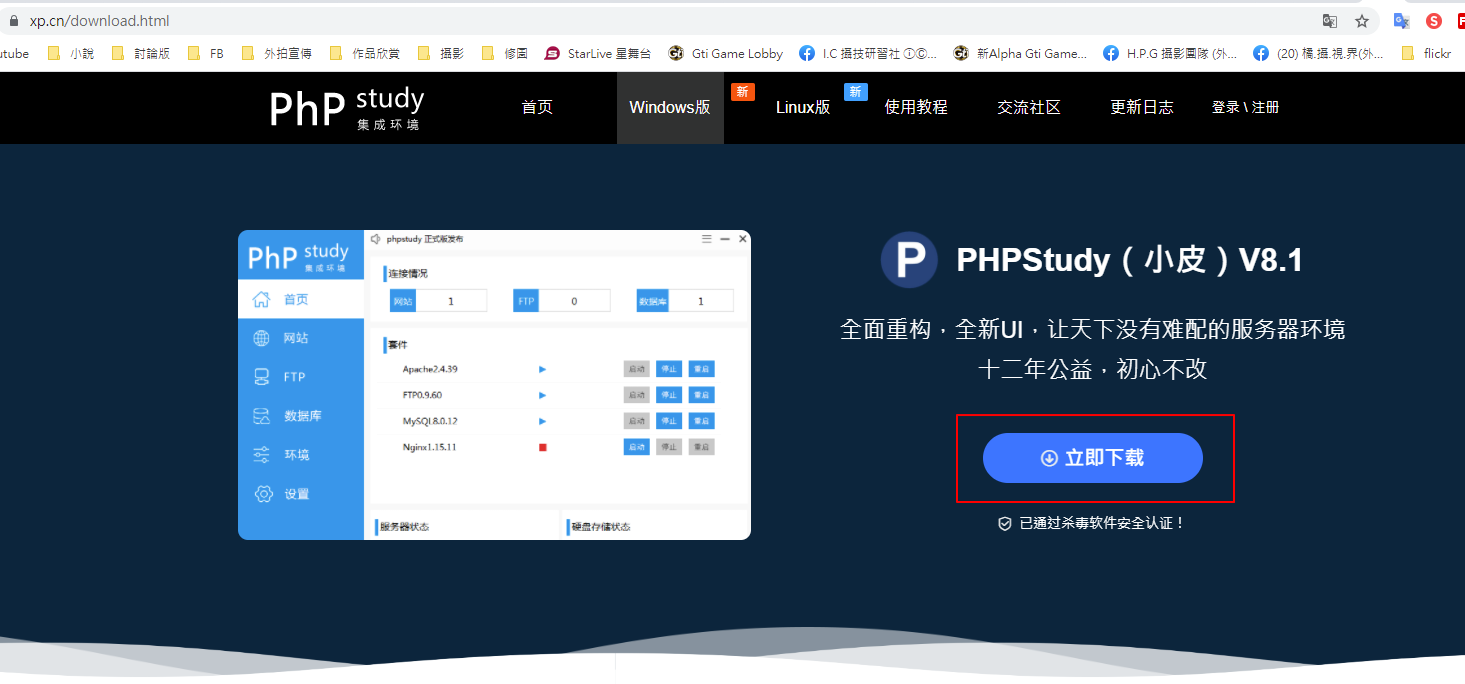 xp.cn/download.html
utube 小說 討論版 FB 外拍宣傳 作品欣賞 攝影 修圖 StarLive 星舞台 Gti Game Lobby I.C 攝技研習社 ①Ⓒ... 新Alpha Gti Game... H.P.G 攝影團隊 (外... (20) 橘.攝.視.界(外... flickr
PhP study 集成环境
首页 Windows版 新 Linux版 新 使用教程 交流社区 更新日志 登录 \ 注册
PhP study 集成环境
首页
网站
FTP
数据库
环境
设置
phpstudy 正式版发布
连接情况
网站 1 FTP 0 数据库 1
套件
Apache2.4.39 启动 停止 重启
FTP0.9.60 启动 停止 重启
MySQL8.0.12 启动 停止 重启
Nginx1.15.11 启动 停止 重启
服务器状态 硬盘存储状态
P PHPStudy（小皮）V8.1
全面重构，全新UI，让天下没有难配的服务器环境
十二年公益，初心不改
立即下载
已通过杀毒软件安全认证！